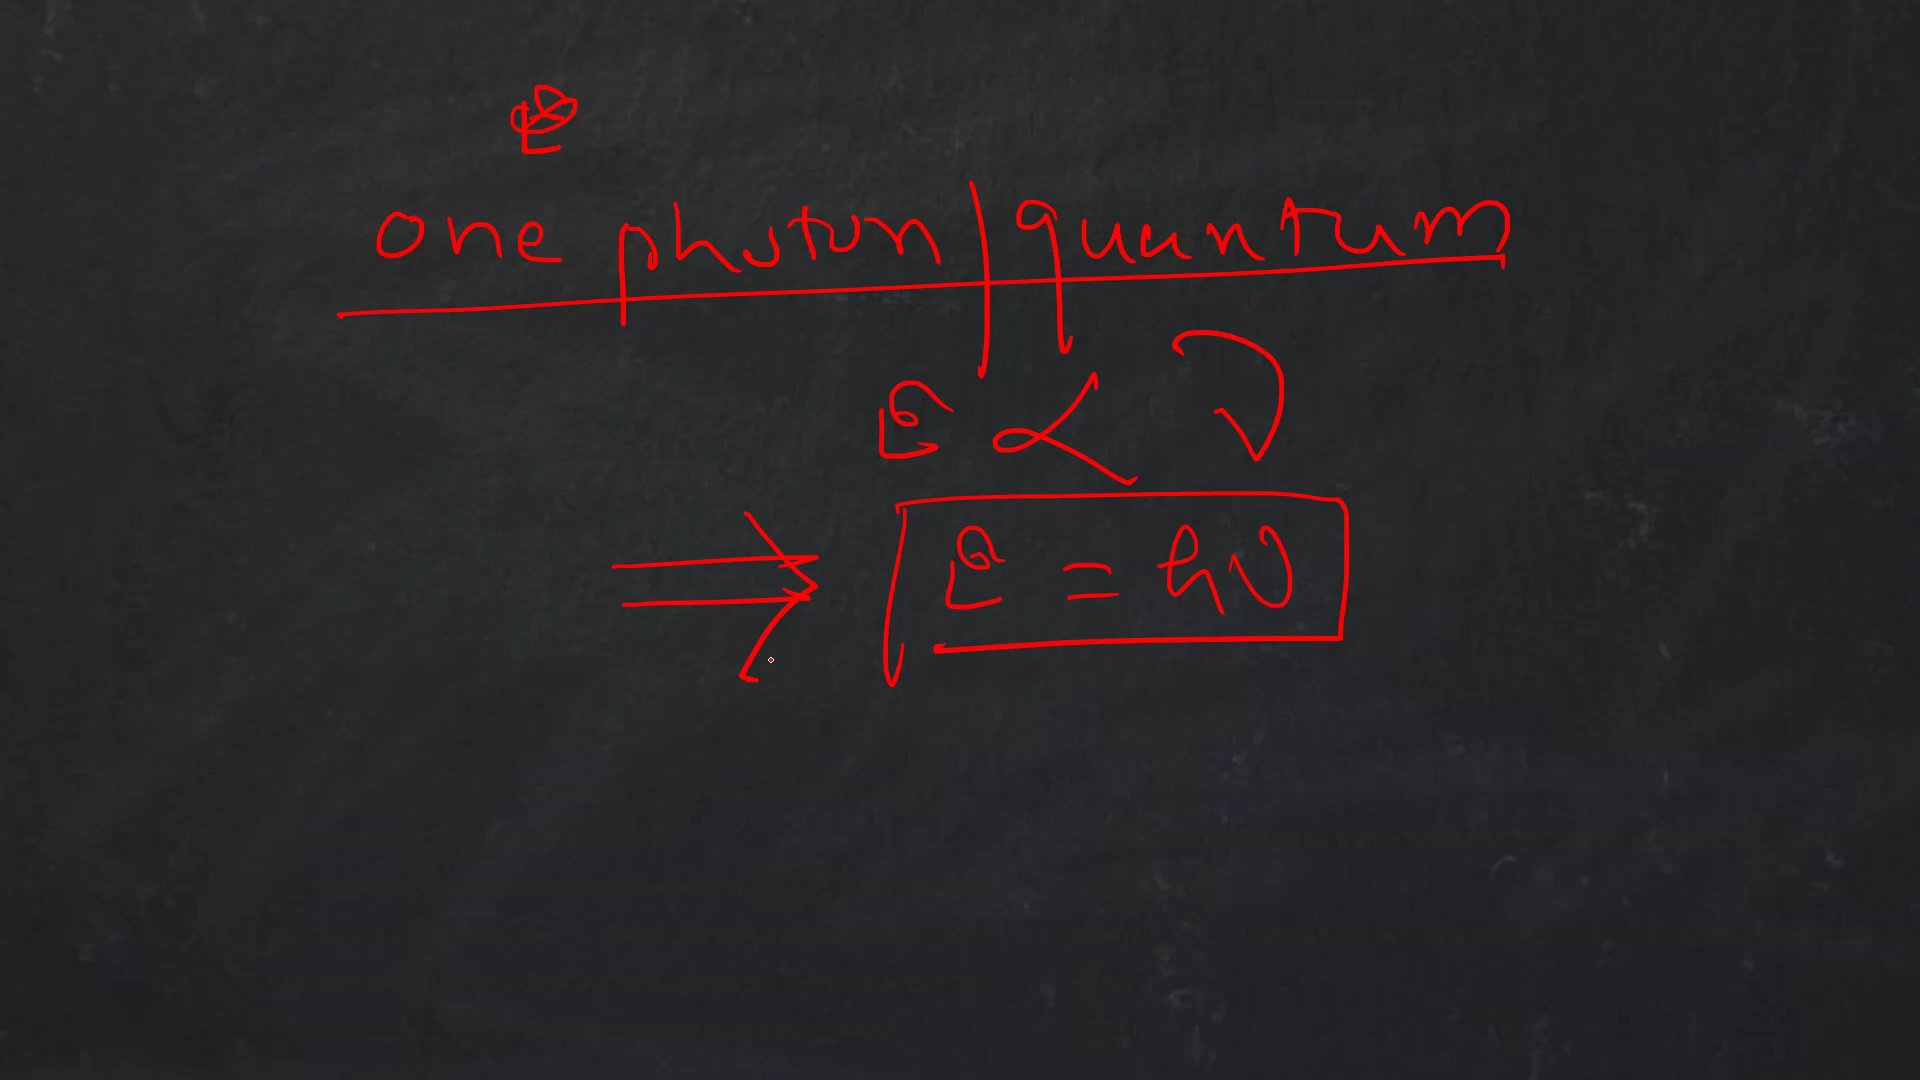 one photon | quantum
E ∝ ν
⇒ E = hν